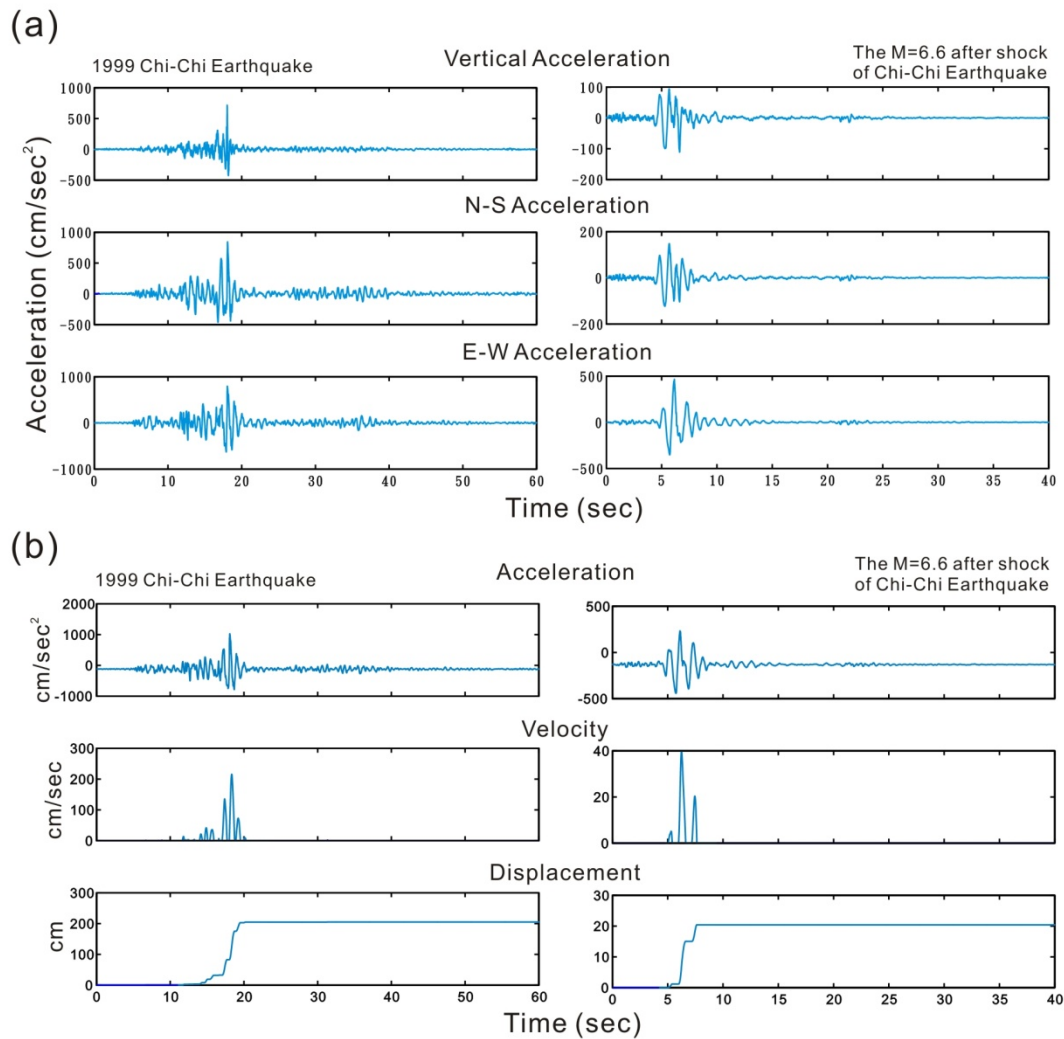 (a)
1999 Chi-Chi Earthquake
Vertical Acceleration
The M=6.6 after shock
of Chi-Chi Earthquake
Acceleration (cm/sec²)
1000
500
0
-500
100
0
-100
-200
N-S Acceleration
1000
500
0
-500
200
0
-200
E-W Acceleration
1000
0
-1000
0 10 20 30 40 50 60
500
0
-500
0 5 10 15 20 25 30 35 40
Time (sec)
(b)
1999 Chi-Chi Earthquake
Acceleration
The M=6.6 after shock
of Chi-Chi Earthquake
cm/sec²
2000
1000
0
-1000
500
0
-500
Velocity
cm/sec
300
200
100
0
40
20
0
Displacement
cm
300
200
100
0
0 10 20 30 40 50 60
30
20
10
0
0 5 10 15 20 25 30 35 40
Time (sec)